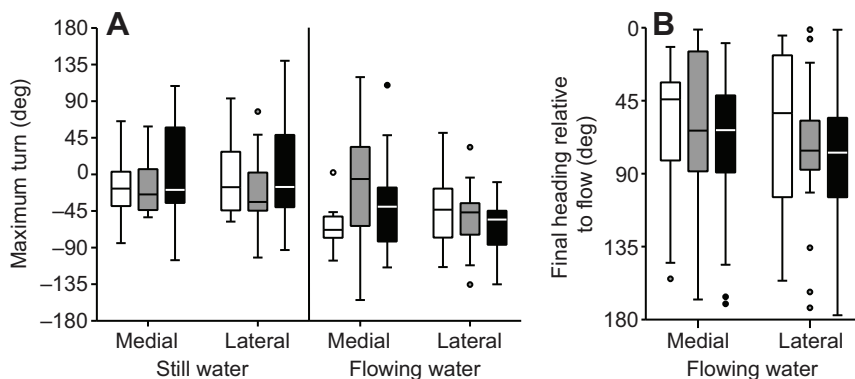 A
Maximum turn (deg)
180
135
90
45
0
–45
–90
–135
–180
Medial Lateral Medial Lateral
Still water Flowing water
B
Final heading relative
to flow (deg)
0
45
90
135
180
Medial Lateral
Flowing water